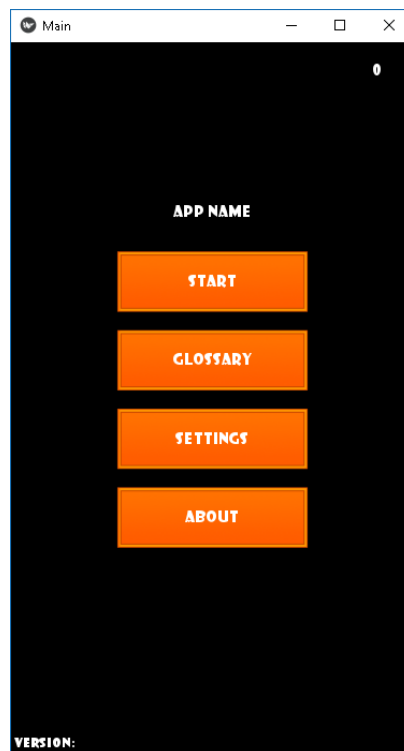 Main
0
APP NAME
START
GLOSSARY
SETTINGS
ABOUT
VERSION: